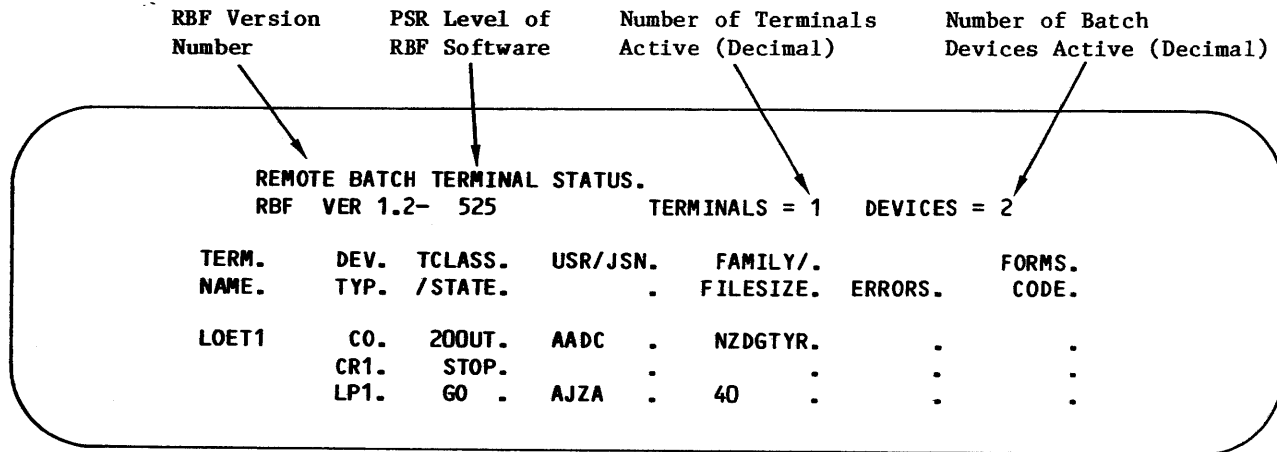 RBF Version PSR Level of Number of Terminals Number of Batch
Number RBF Software Active (Decimal) Devices Active (Decimal)
REMOTE BATCH TERMINAL STATUS.
RBF VER 1.2- 525 TERMINALS = 1 DEVICES = 2
TERM. DEV. TCLASS. USR/JSN. FAMILY/. FORMS.
NAME. TYP. /STATE. . FILESIZE. ERRORS. CODE.
LOET1 CO. 200UT. AADC . NZDGTYR. . .
CR1. STOP. . . . .
LP1. GO . AJZA . 40 . . .